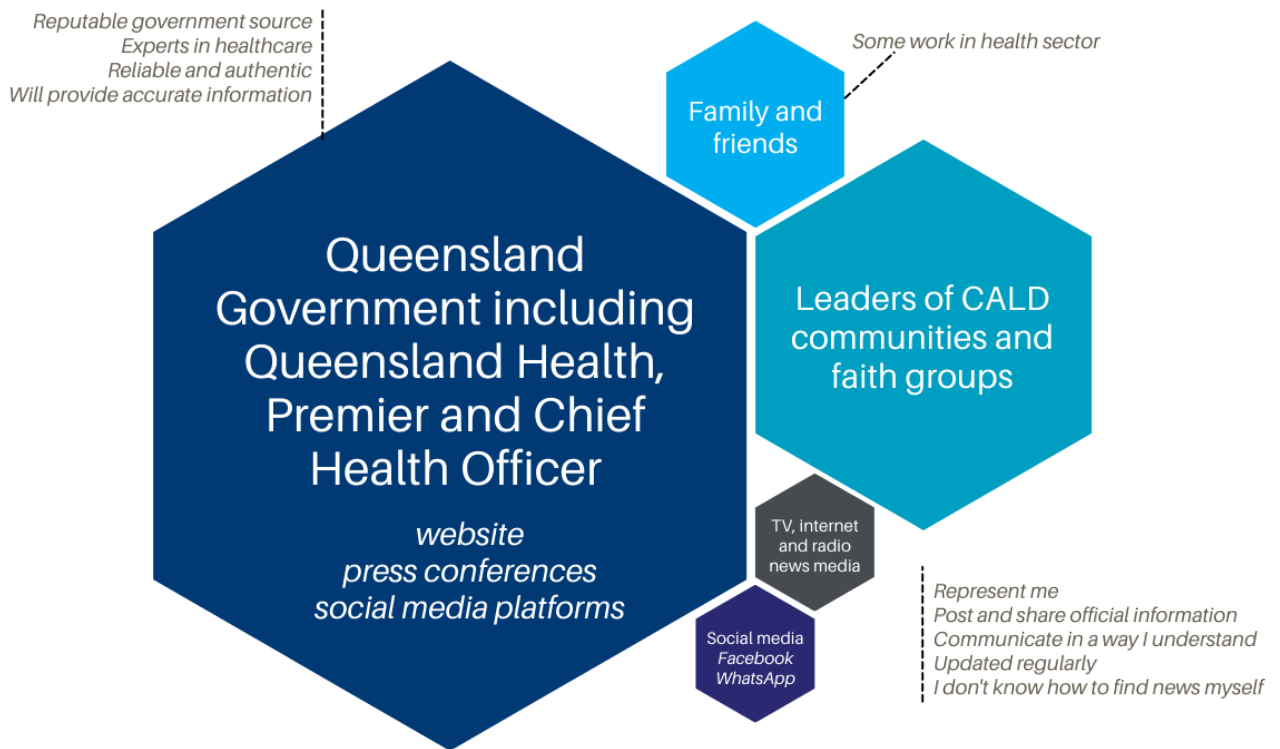 Reputable government source
Experts in healthcare
Reliable and authentic
Will provide accurate information
Queensland
Government including
Queensland Health,
Premier and Chief
Health Officer
website
press conferences
social media platforms
Family and
friends
Some work in health sector
Leaders of CALD
communities and
faith groups
TV, internet
and radio
news media
Social media
Facebook
WhatsApp
Represent me
Post and share official information
Communicate in a way I understand
Updated regularly
I don't know how to find news myself